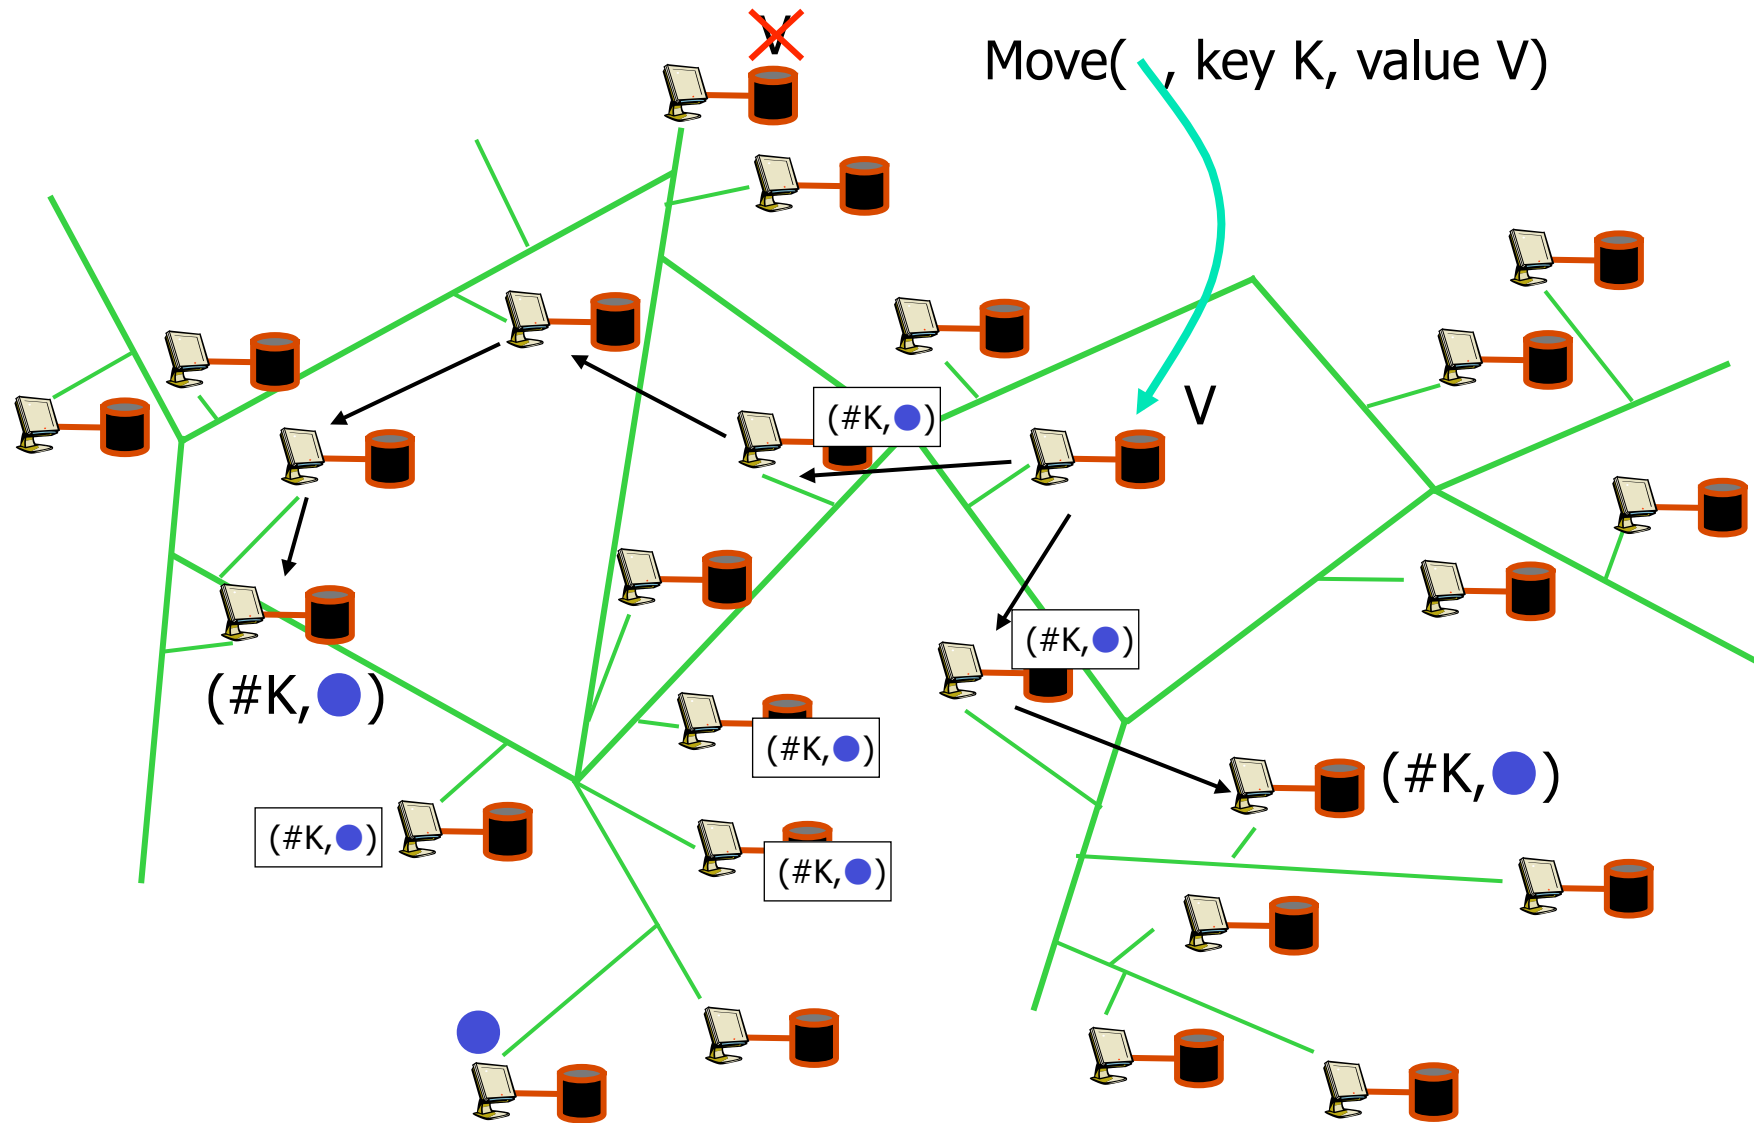 V
Move( , key K, value V)
(#K, )
V
(#K, )
(#K, )
(#K, )
(#K, )
(#K, )
(#K, )